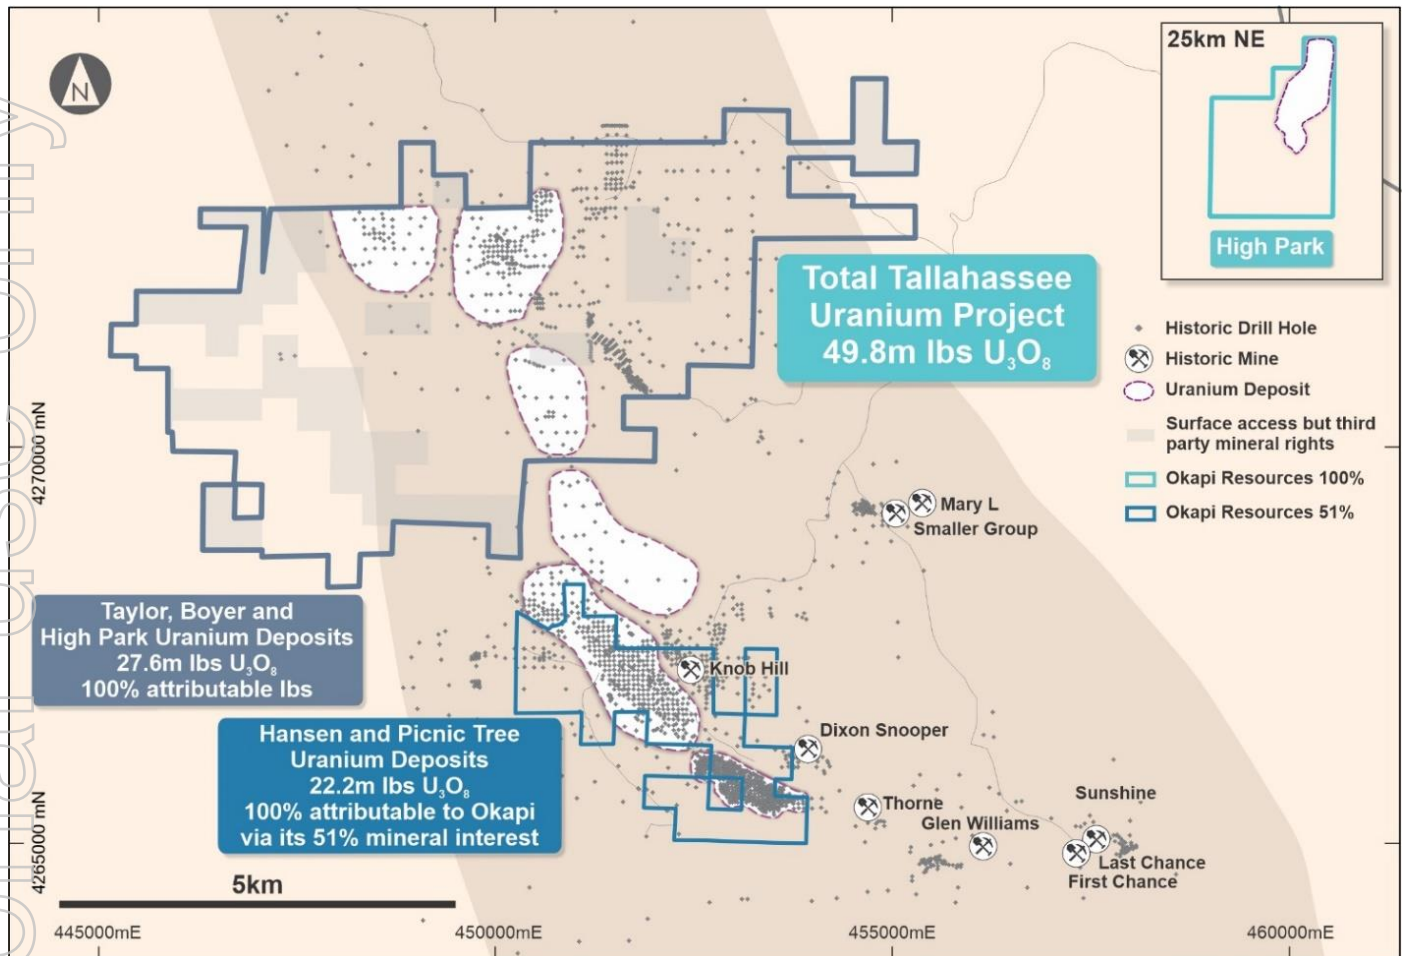 N
25km NE
High Park
Total Tallahassee
Uranium Project
49.8m lbs U₃O₈
Historic Drill Hole
Historic Mine
Uranium Deposit
Surface access but third
party mineral rights
Okapi Resources 100%
Okapi Resources 51%
4270000 mN
Mary L
Smaller Group
Taylor, Boyer and
High Park Uranium Deposits
27.6m lbs U₃O₈
100% attributable lbs
Knob Hill
Hansen and Picnic Tree
Uranium Deposits
22.2m lbs U₃O₈
100% attributable to Okapi
via its 51% mineral interest
Dixon Snooper
Thorne
Glen Williams
Sunshine
Last Chance
First Chance
4265000 mN
5km
445000mE
450000mE
455000mE
460000mE